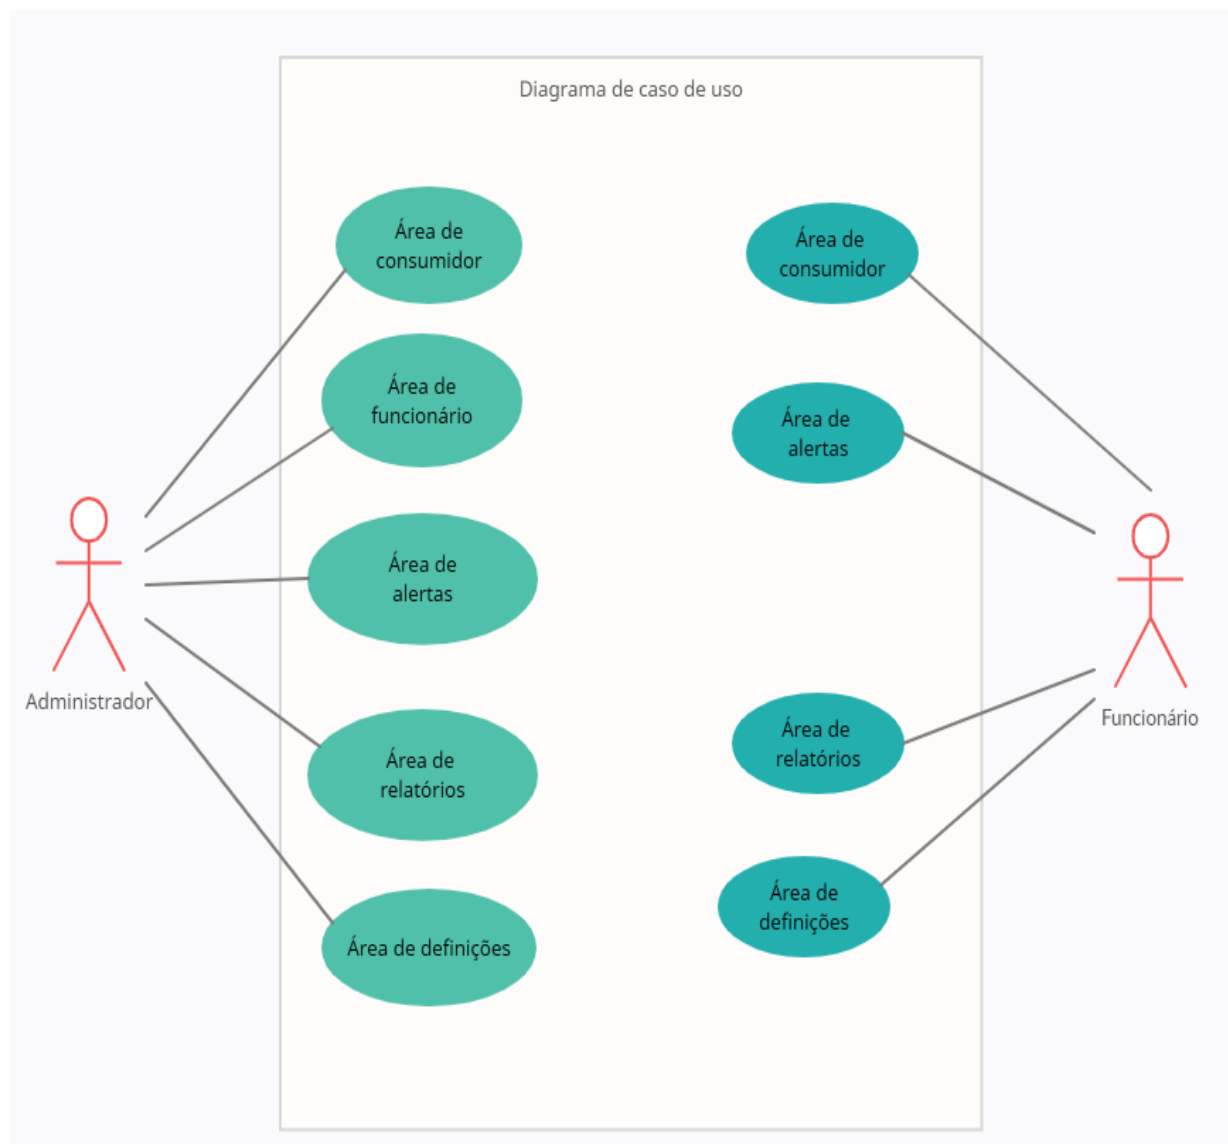 Diagrama de caso de uso
Área de
consumidor
Área de
funcionário
Área de
alertas
Área de
relatórios
Área de definições
Área de
consumidor
Área de
alertas
Área de
relatórios
Área de
definições
Administrador
Funcionário